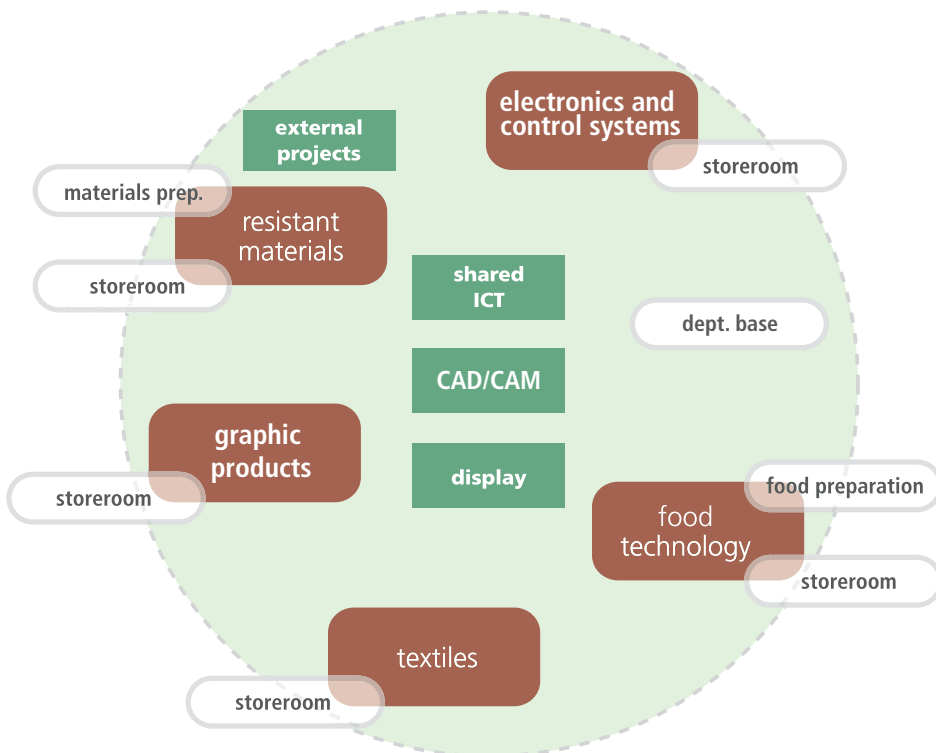 electronics and
control systems
storeroom
external
projects
materials prep.
resistant
materials
storeroom
shared
ICT
dept. base
CAD/CAM
graphic
products
storeroom
display
food preparation
food
technology
storeroom
textiles
storeroom